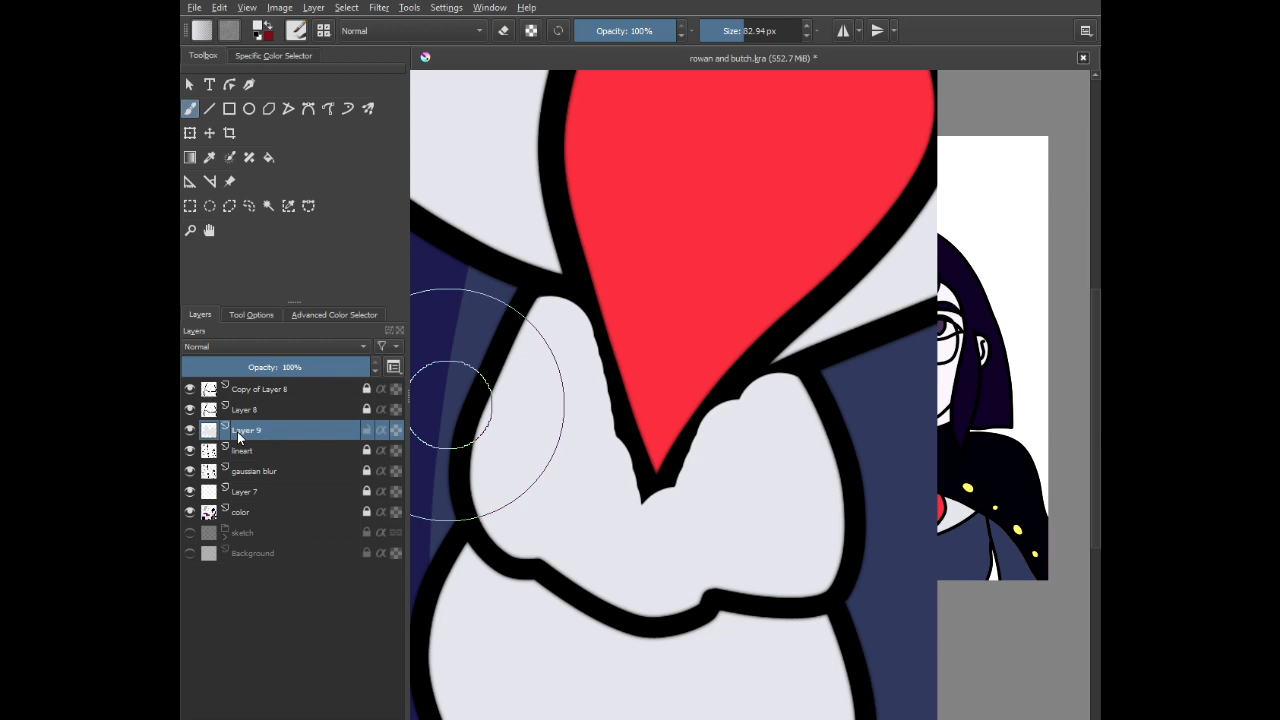 File Edit View Image Layer Select Filter Tools Settings Window Help
Normal Opacity: 100% Size: 82.94 px
Toolbox Specific Color Selector rowan and butch.kra (552.7 MiB) *
Layers Tool Options Advanced Color Selector
Layers
Normal
Opacity: 100%
Copy of Layer 8
Layer 8
Layer 9
lineart
gaussian blur
Layer 7
color
sketch
Background